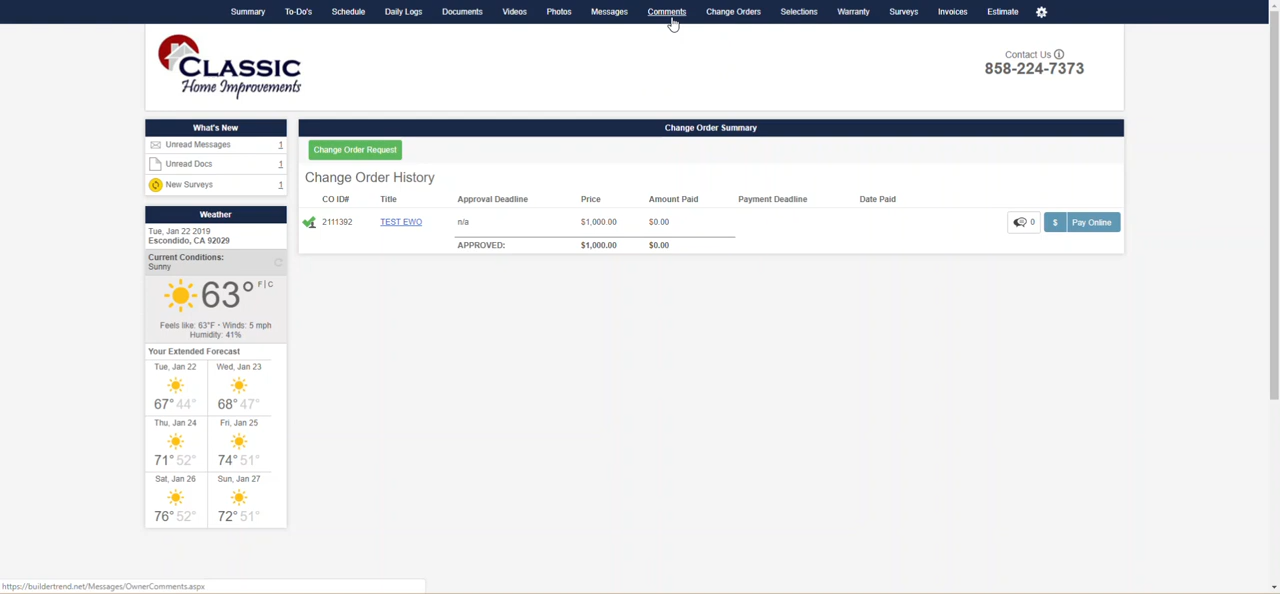 Summary To-Do's Schedule Daily Logs Documents Videos Photos Messages Comments Change Orders Selections Warranty Surveys Invoices Estimate
CLASSIC
Home Improvements
Contact Us
858-224-7373
What's New
Unread Messages 1
Unread Docs 1
New Surveys 1
Weather
Tue, Jan 22 2019
Escondido, CA 92029
Current Conditions:
Sunny
63° F | C
Feels like: 63°F · Winds: 5 mph
Humidity: 41%
Your Extended Forecast
Tue, Jan 22 Wed, Jan 23
67° 44° 68° 47°
Thu, Jan 24 Fri, Jan 25
71° 52° 74° 51°
Sat, Jan 26 Sun, Jan 27
76° 52° 72° 51°
Change Order Summary
Change Order Request
Change Order History
CO ID# Title Approval Deadline Price Amount Paid Payment Deadline Date Paid
2111392 TEST EWO n/a $1,000.00 $0.00 0 $ Pay Online
APPROVED: $1,000.00 $0.00
https://buildertrend.net/Messages/OwnerComments.aspx